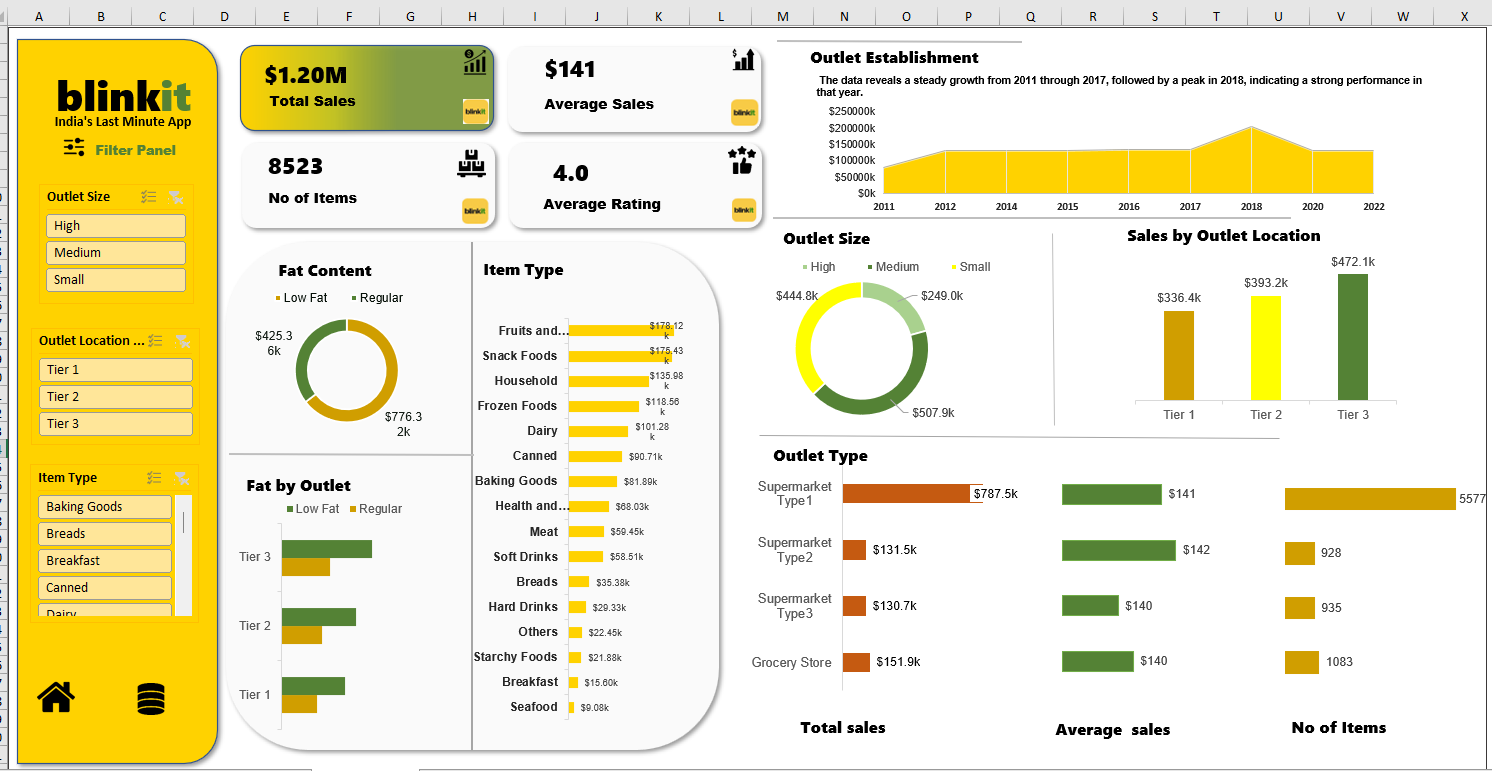 A B C D E F G H I J K L M N O P Q R S T U V W X
blinkit
India's Last Minute App
Filter Panel
Outlet Size
High
Medium
Small
Outlet Location ...
Tier 1
Tier 2
Tier 3
Item Type
Baking Goods
Breads
Breakfast
Canned
Dairy
$1.20M
Total Sales
blinkit
$141
Average Sales
blinkit
8523
No of Items
blinkit
4.0
Average Rating
blinkit
Fat Content
Low Fat Regular
$425.3
6k
$776.3
2k
Fat by Outlet
Low Fat Regular
Tier 3
Tier 2
Tier 1
Item Type
Fruits and... $178.12
k
Snack Foods $175.43
k
Household $135.98
k
Frozen Foods $118.56
k
Dairy $101.28
k
Canned $90.71k
Baking Goods $81.89k
Health and... $68.03k
Meat $59.45k
Soft Drinks $58.51k
Breads $35.38k
Hard Drinks $29.33k
Others $22.45k
Starchy Foods $21.88k
Breakfast $15.60k
Seafood $9.08k
Outlet Establishment
The data reveals a steady growth from 2011 through 2017, followed by a peak in 2018, indicating a strong performance in
that year.
$250000k
$200000k
$150000k
$100000k
$50000k
$0k
2011 2012 2014 2015 2016 2017 2018 2020 2022
Outlet Size
High Medium Small
$444.8k $249.0k
$507.9k
Sales by Outlet Location
$336.4k $393.2k $472.1k
Tier 1 Tier 2 Tier 3
Outlet Type
Supermarket
Type1 $787.5k $141 5577
Supermarket
Type2 $131.5k $142 928
Supermarket
Type3 $130.7k $140 935
Grocery Store $151.9k $140 1083
Total sales Average sales No of Items